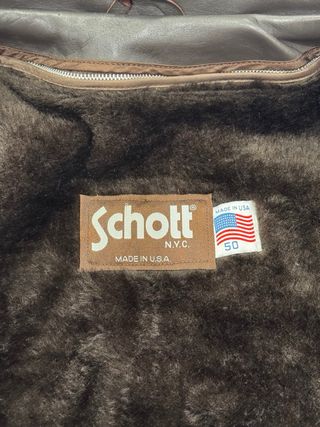 Schott®
N.Y.C.
MADE IN U.S.A.
MADE IN USA
50